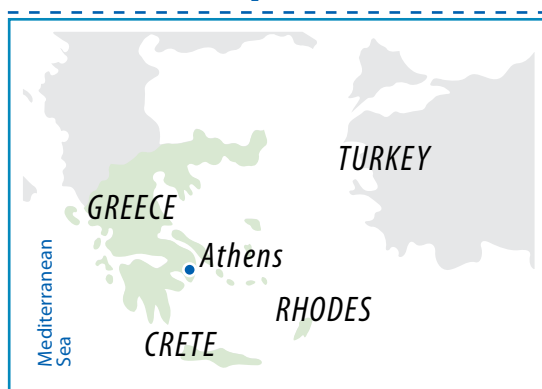 TURKEY
GREECE
Athens
Mediterranean
Sea
RHODES
CRETE